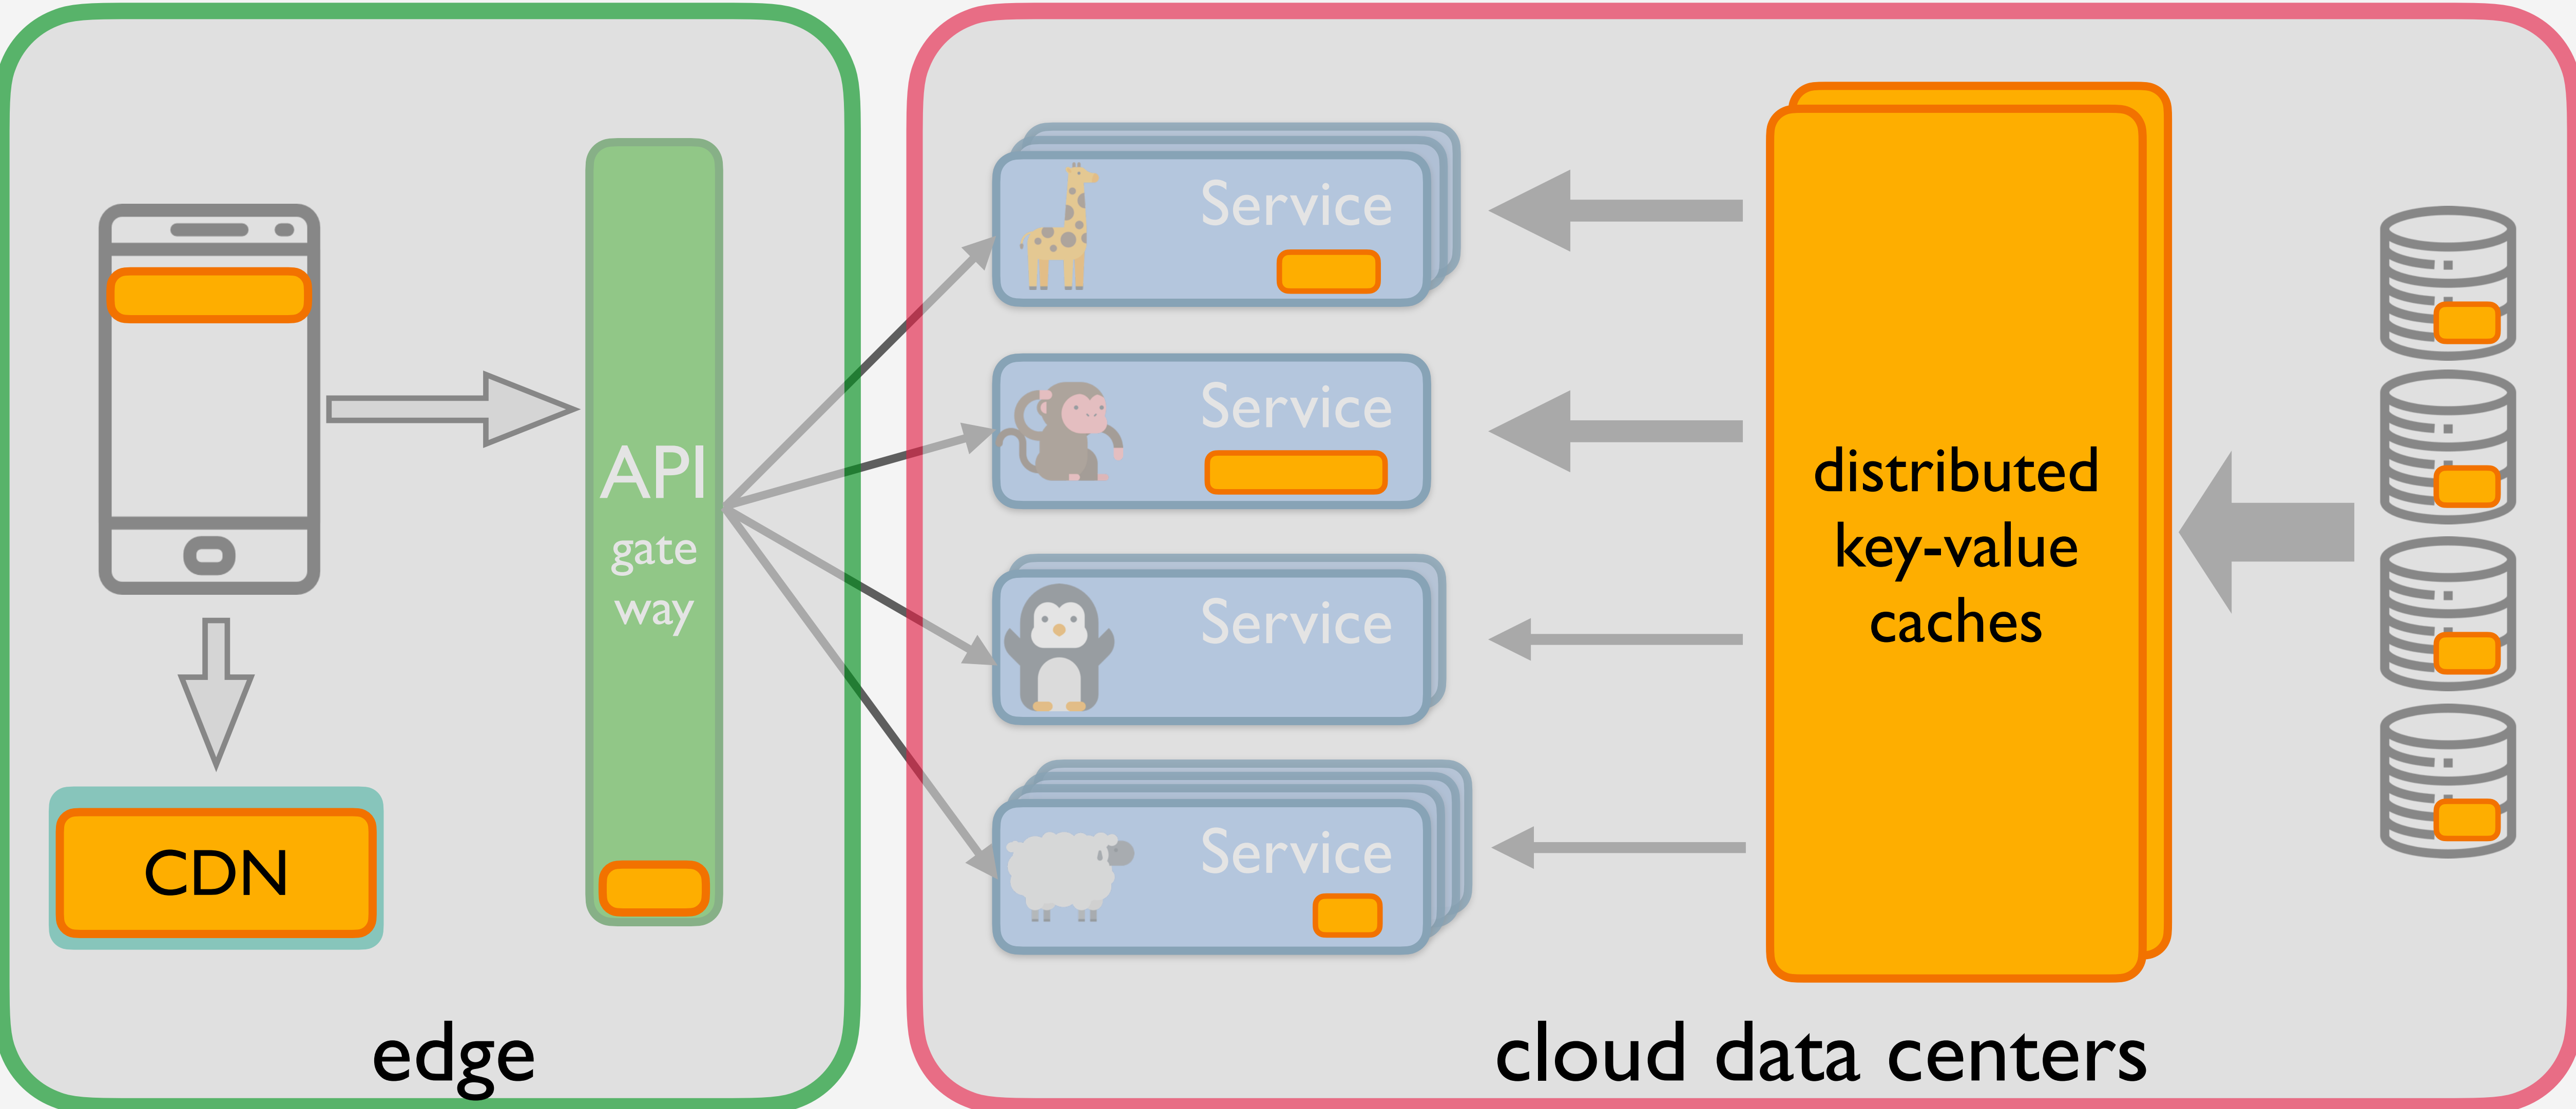 API
gate
way
CDN
edge
Service
Service
Service
Service
distributed
key-value
caches
cloud data centers